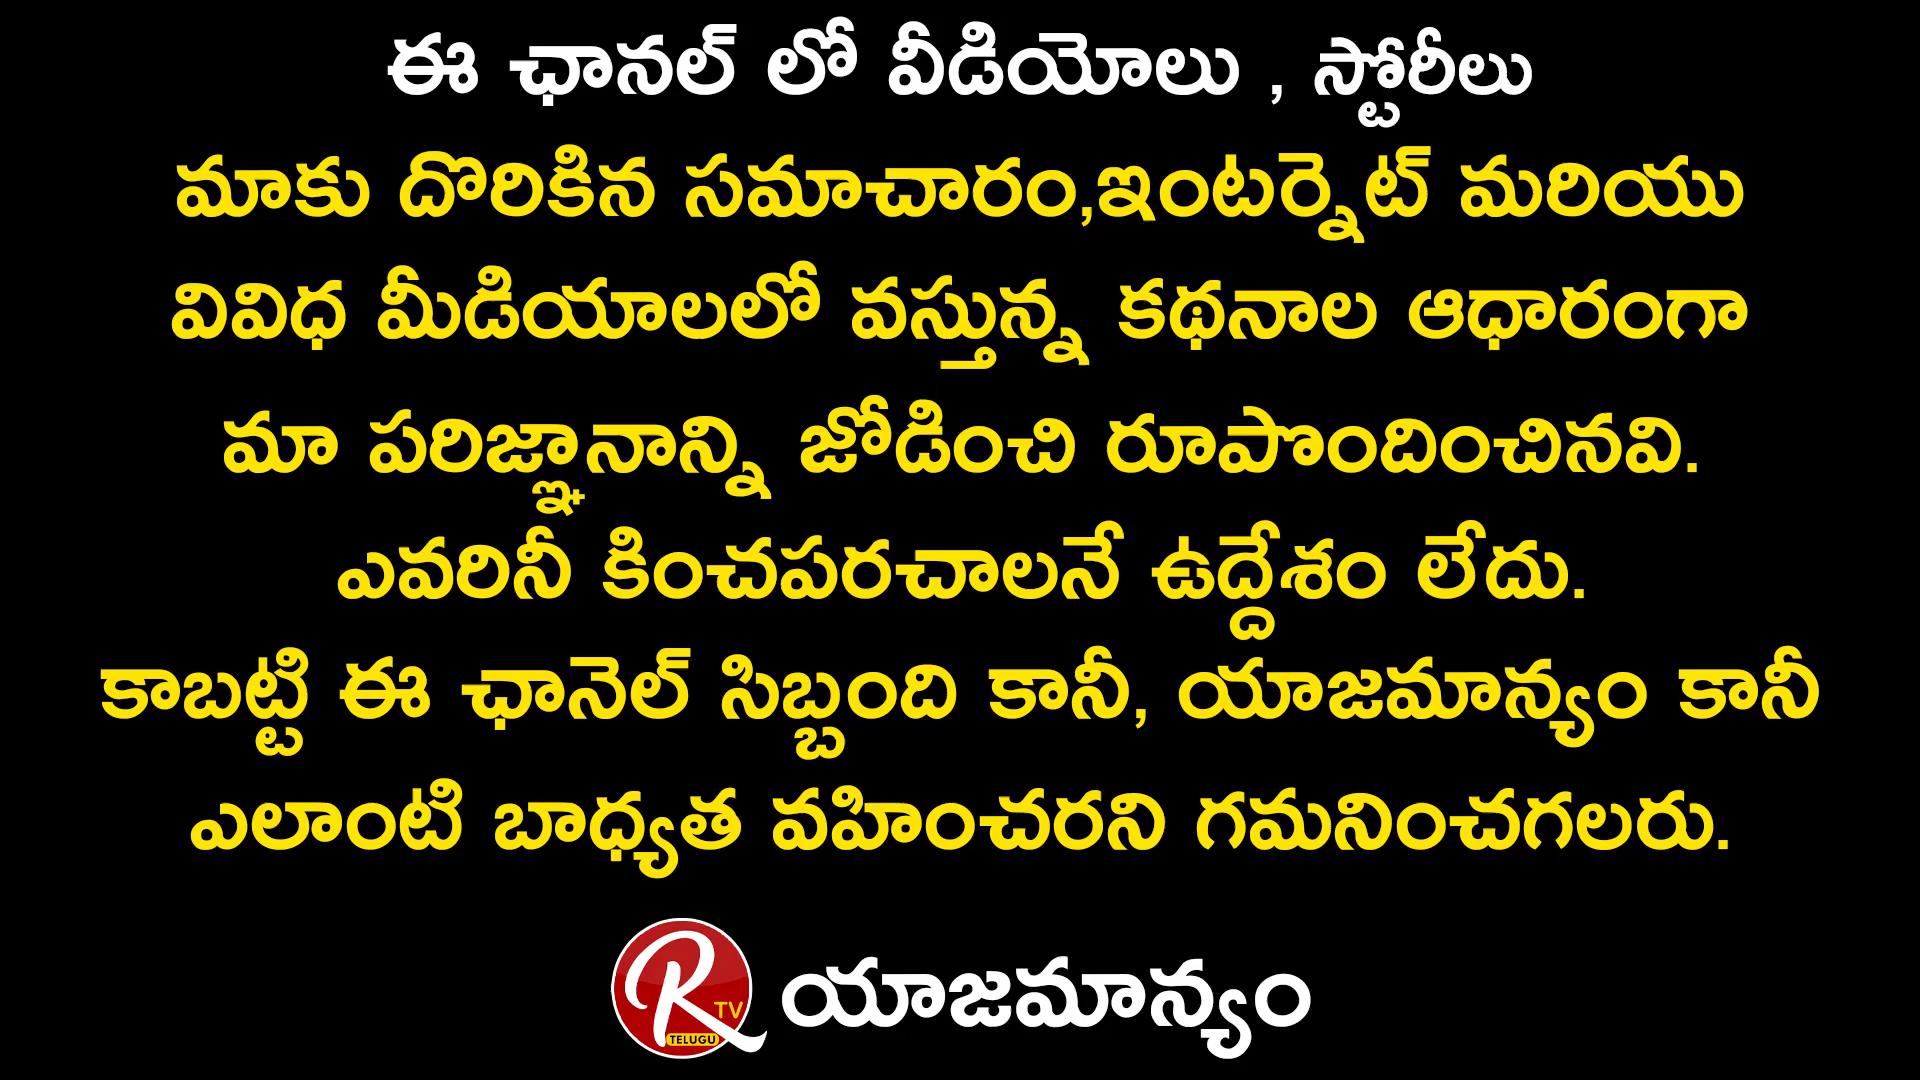 ఈ ఛానల్ లో వీడియోలు , స్టోరీలు
మాకు దొరికిన సమాచారం,ఇంటర్నెట్ మరియు
వివిధ మీడియాలలో వస్తున్న కథనాల ఆధారంగా
మా పరిజ్ఞానాన్ని జోడించి రూపొందించినవి.
ఎవరినీ కించపరచాలనే ఉద్దేశం లేదు.
కాబట్టి ఈ ఛానెల్ సిబ్బంది కానీ, యాజమాన్యం కానీ
ఎలాంటి బాధ్యత వహించరని గమనించగలరు.
R TV TELUGU యాజమాన్యం